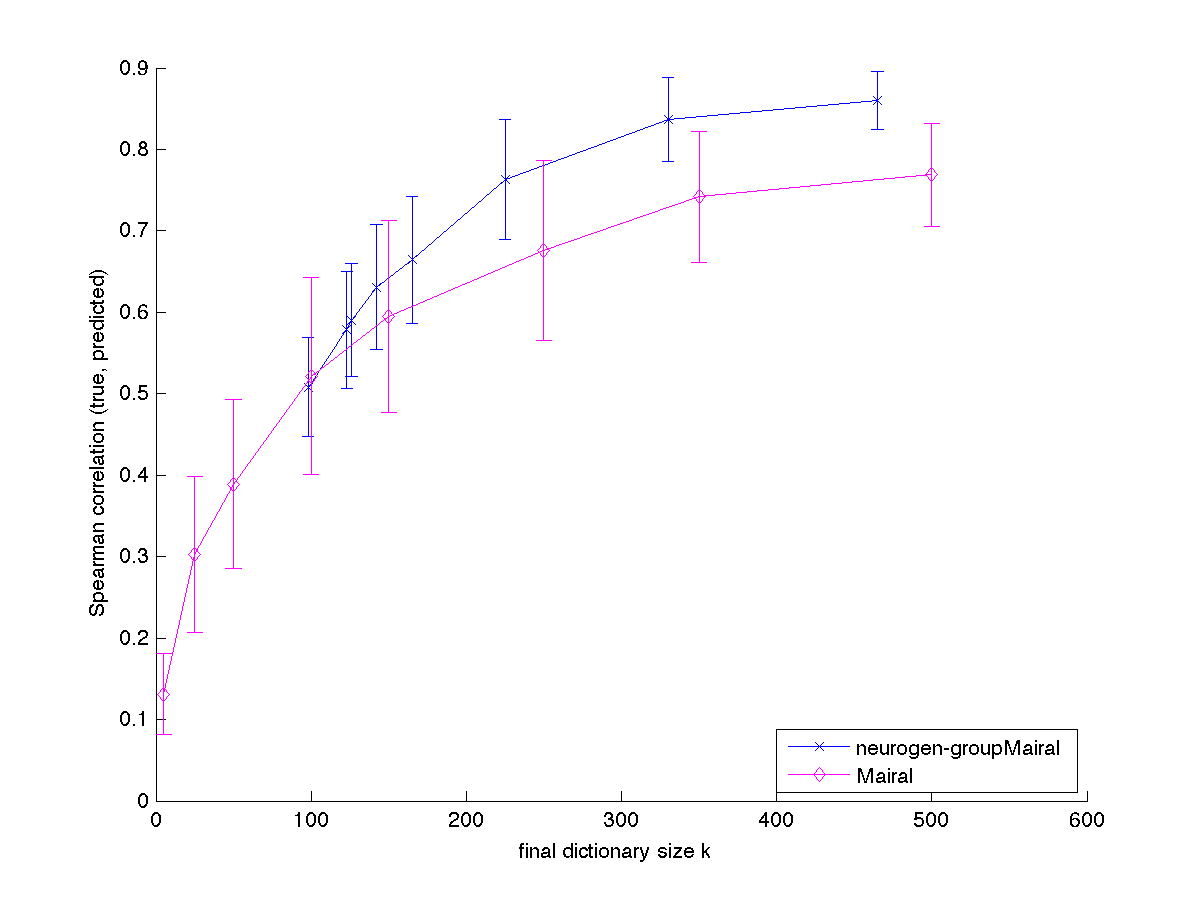 0.9
0.8
0.7
0.6
0.5
0.4
0.3
0.2
0.1
0
Spearman correlation (true, predicted)
neurogen-groupMairal
Mairal
0 100 200 300 400 500 600
final dictionary size k